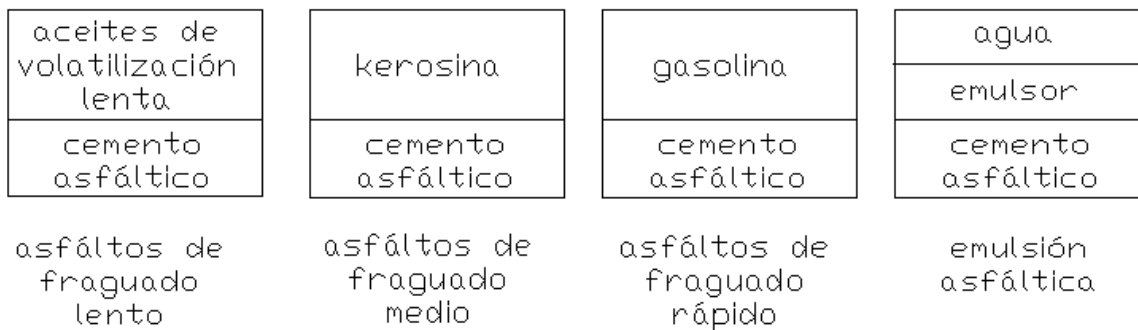 aceites de
volatilización
lenta
cemento
asfáltico
asfáltos de
fraguado
lento
kerosina
cemento
asfáltico
asfáltos de
fraguado
medio
gasolina
cemento
asfáltico
asfáltos de
fraguado
rápido
agua
emulsor
cemento
asfáltico
emulsión
asfáltica